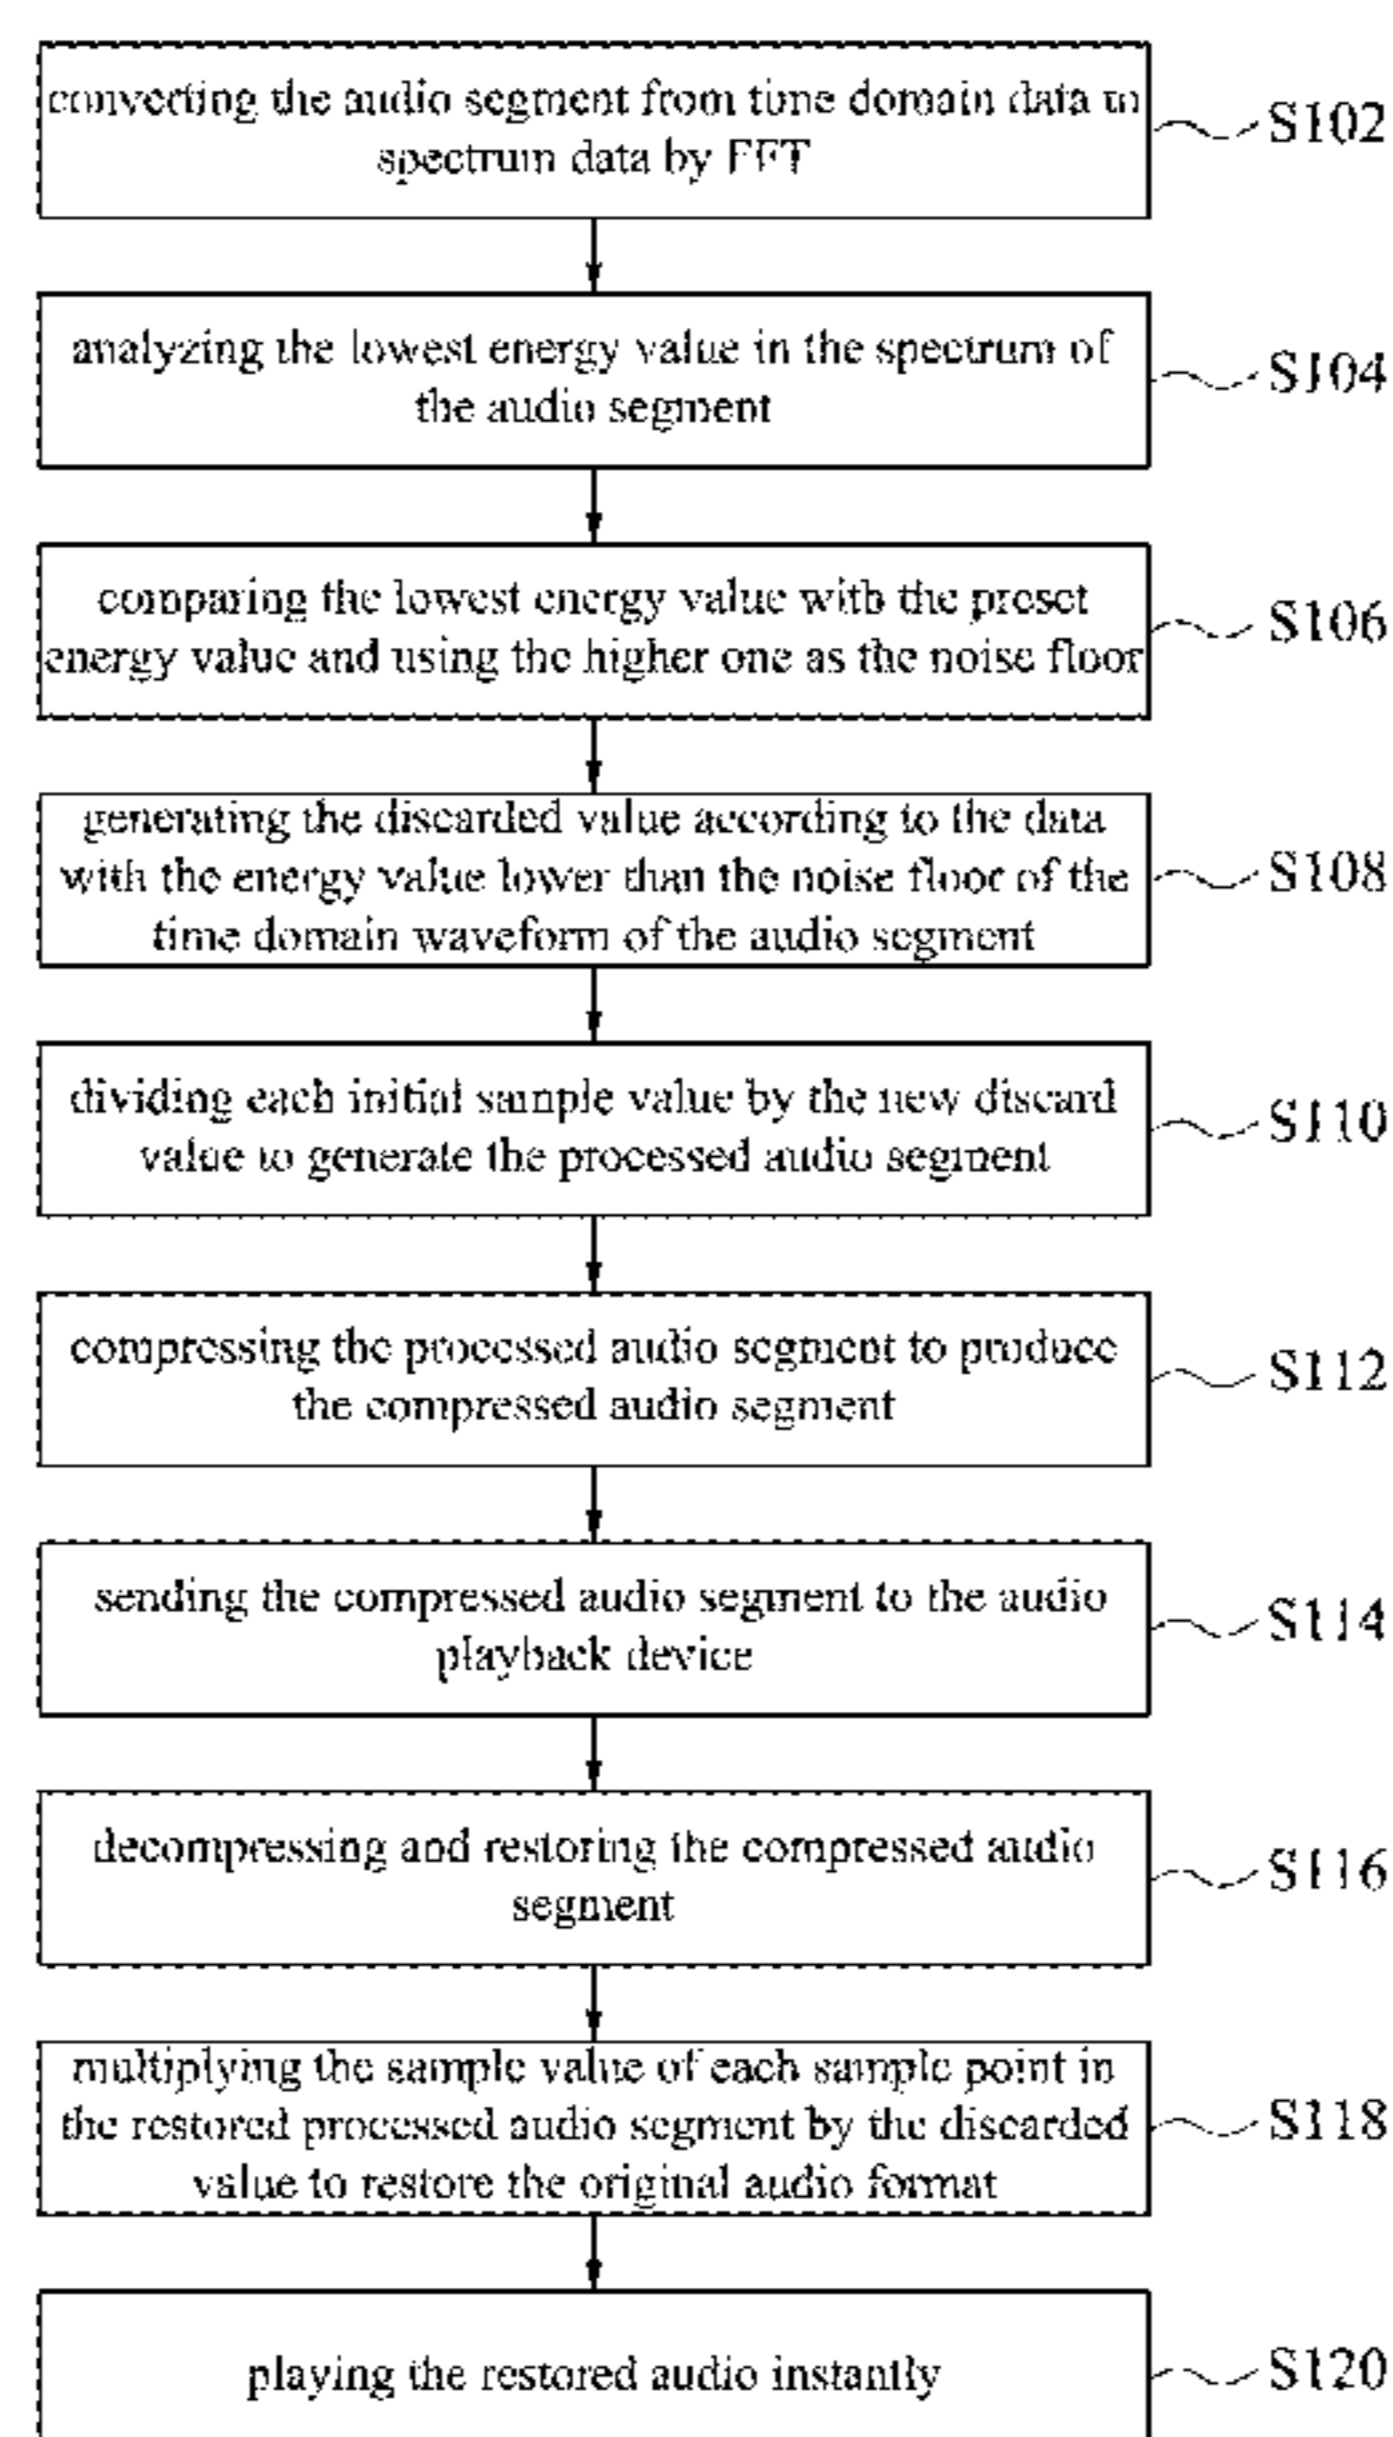 converting the audio segment from time domain data to
spectrum data by FFT
S102
analyzing the lowest energy value in the spectrum of
the audio segment
S104
comparing the lowest energy value with the preset
energy value and using the higher one as the noise floor
S106
generating the discarded value according to the data
with the energy value lower than the noise floor of the
time domain waveform of the audio segment
S108
dividing each initial sample value by the new discard
value to generate the processed audio segment
S110
compressing the processed audio segment to produce
the compressed audio segment
S112
sending the compressed audio segment to the audio
playback device
S114
decompressing and restoring the compressed audio
segment
S116
multiplying the sample value of each sample point in
the restored processed audio segment by the discarded
value to restore the original audio format
S118
playing the restored audio instantly
S120